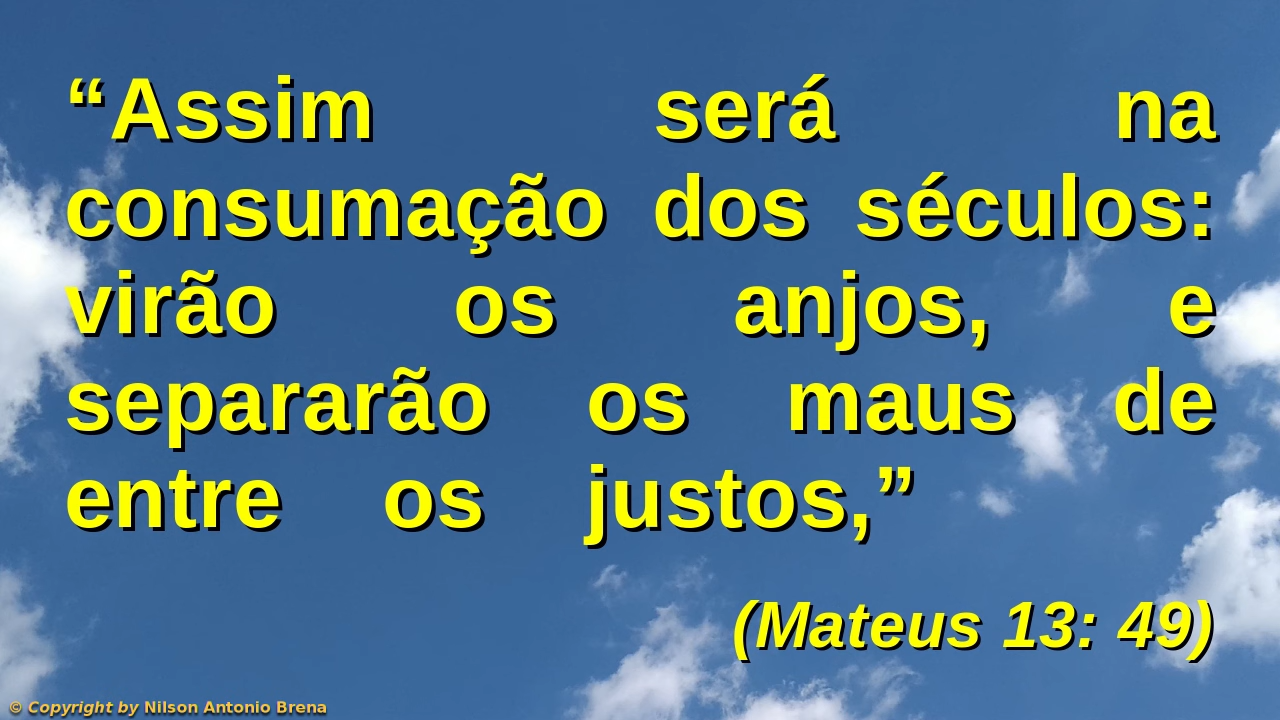 “Assim será na
consumação dos séculos:
virão os anjos, e
separarão os maus de
entre os justos,”
(Mateus 13: 49)
© Copyright by Nilson Antonio Brena